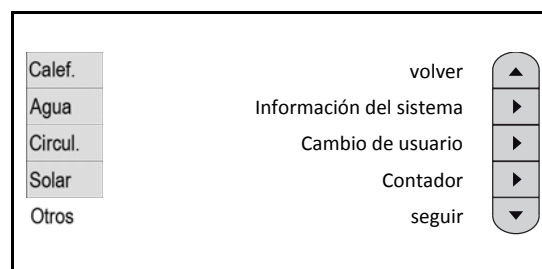 Calef. volver
Agua Información del sistema
Circul. Cambio de usuario
Solar Contador
Otros seguir